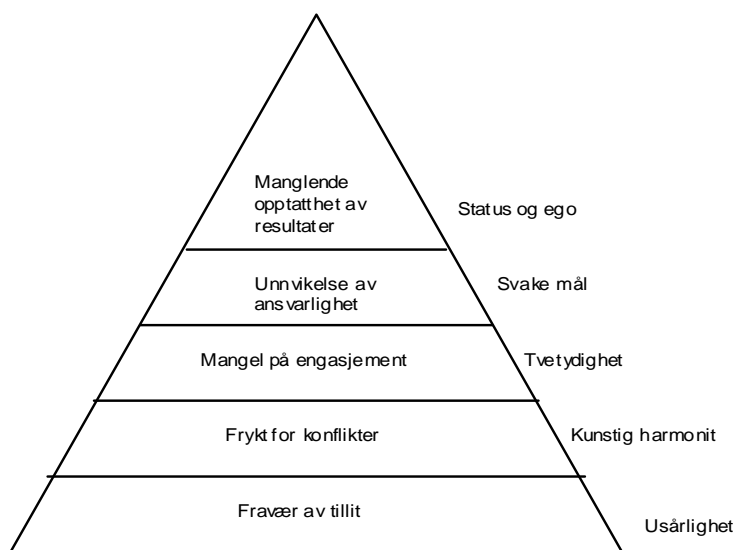 Manglende
opptatthet av
resultater
Status og ego
Unnvikelse av
ansvarlighet
Svake mål
Mangel på engasjement
Tvetydighet
Frykt for konflikter
Kunstig harmonit
Fravær av tillit
Usårlighet